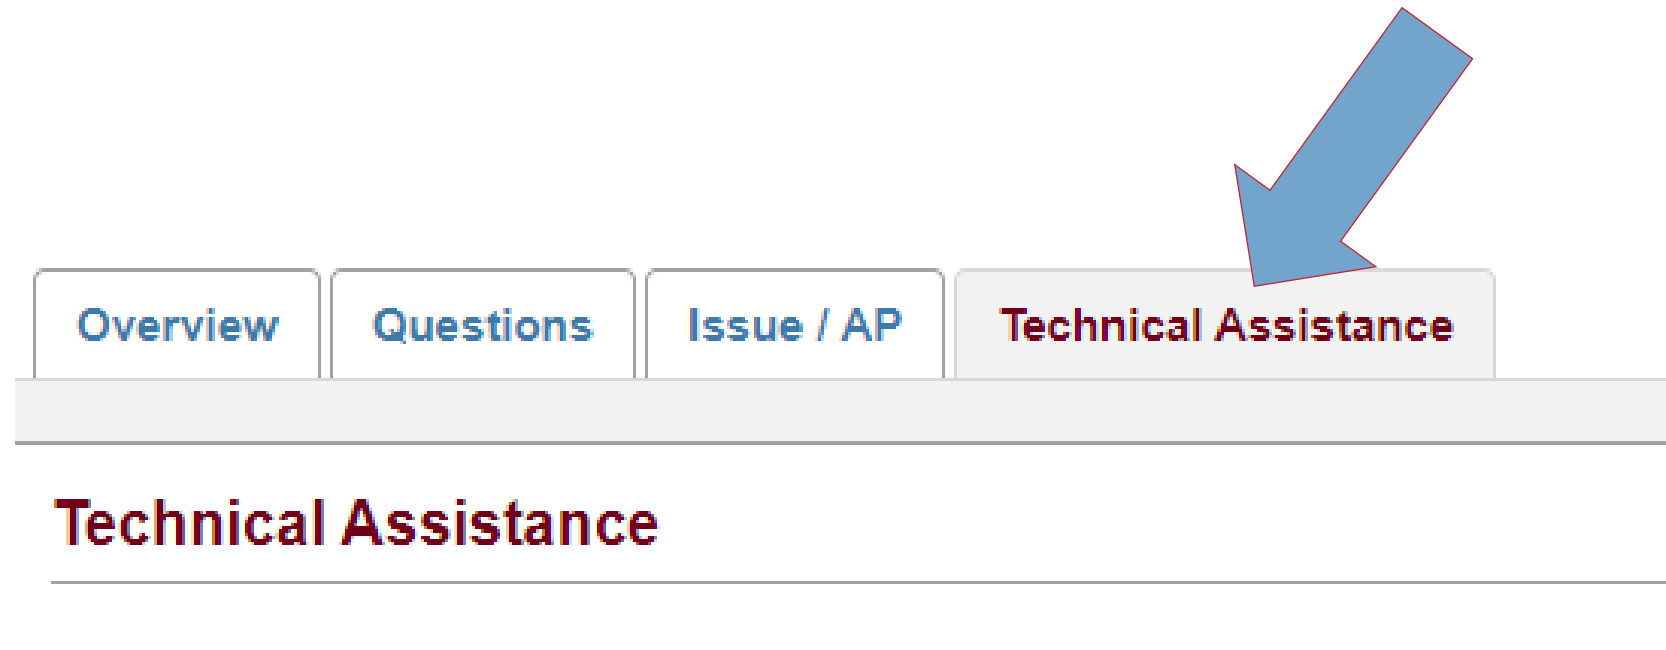 Overview Questions Issue / AP Technical Assistance
Technical Assistance